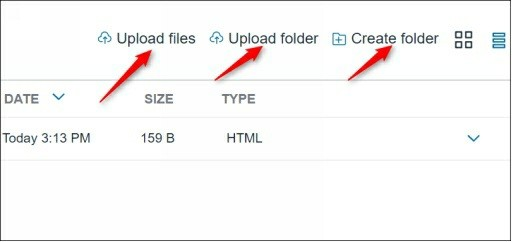 Upload files Upload folder Create folder
DATE SIZE TYPE
Today 3:13 PM 159 B HTML